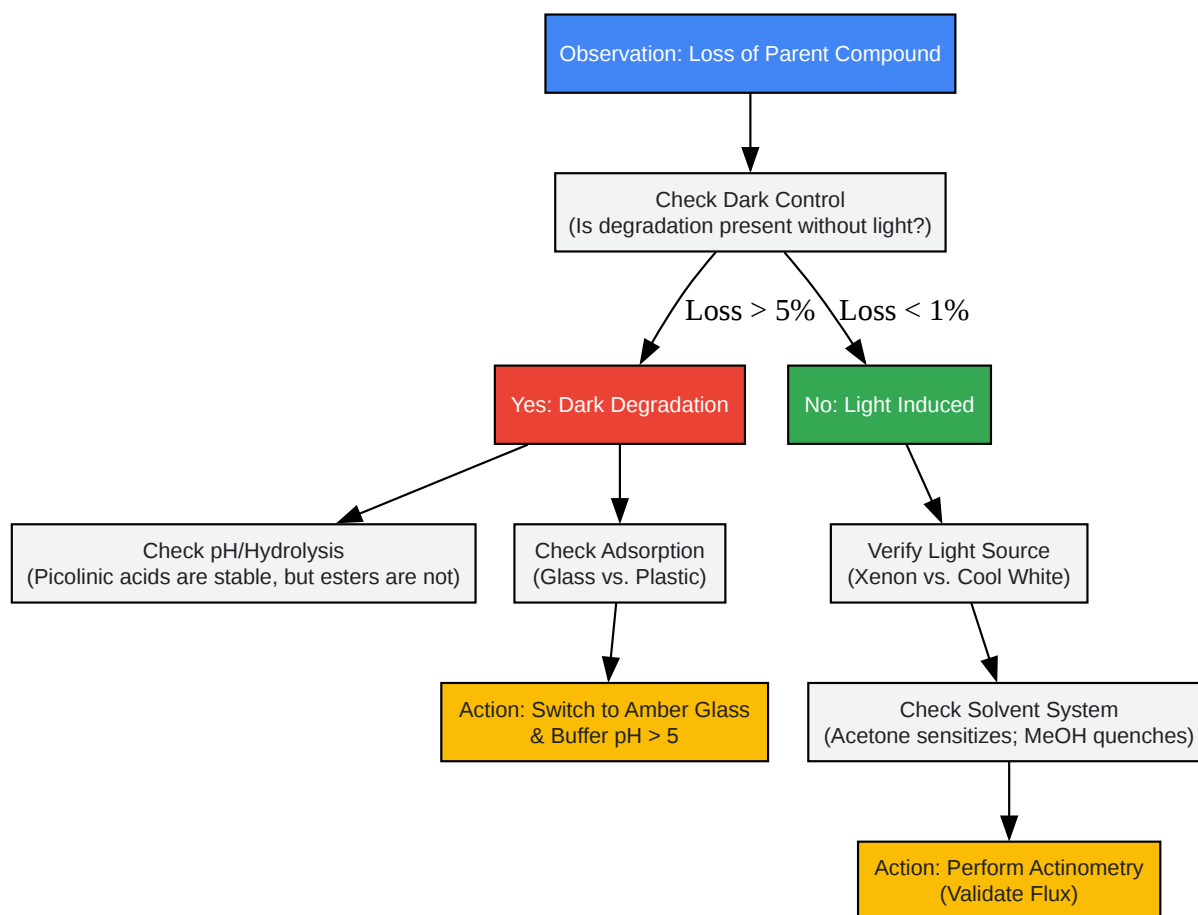 Observation: Loss of Parent Compound
Check Dark Control
(Is degradation present without light?)
Loss > 5%
Loss < 1%
Yes: Dark Degradation
No: Light Induced
Check pH/Hydrolysis
(Picolinic acids are stable, but esters are not)
Check Adsorption
(Glass vs. Plastic)
Verify Light Source
(Xenon vs. Cool White)
Action: Switch to Amber Glass
& Buffer pH > 5
Check Solvent System
(Acetone sensitizes; MeOH quenches)
Action: Perform Actinometry
(Validate Flux)